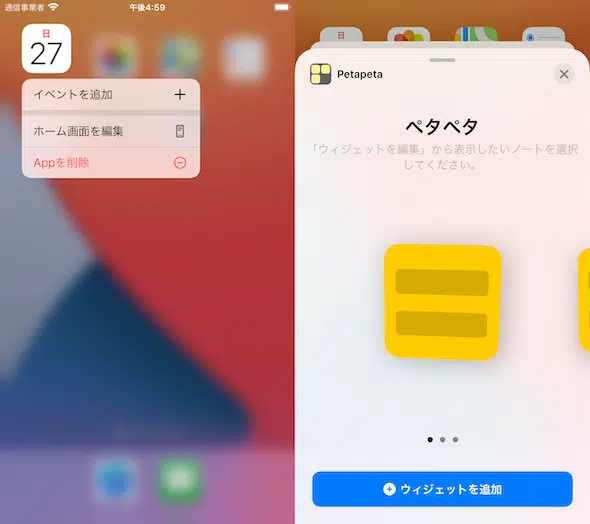 通信事業者
午後4:59
日
27
イベントを追加
ホーム画面を編集
Appを削除
日
Petapeta
ペタペタ
「ウィジェットを編集」から表示したいノートを選択
してください。
ウィジェットを追加